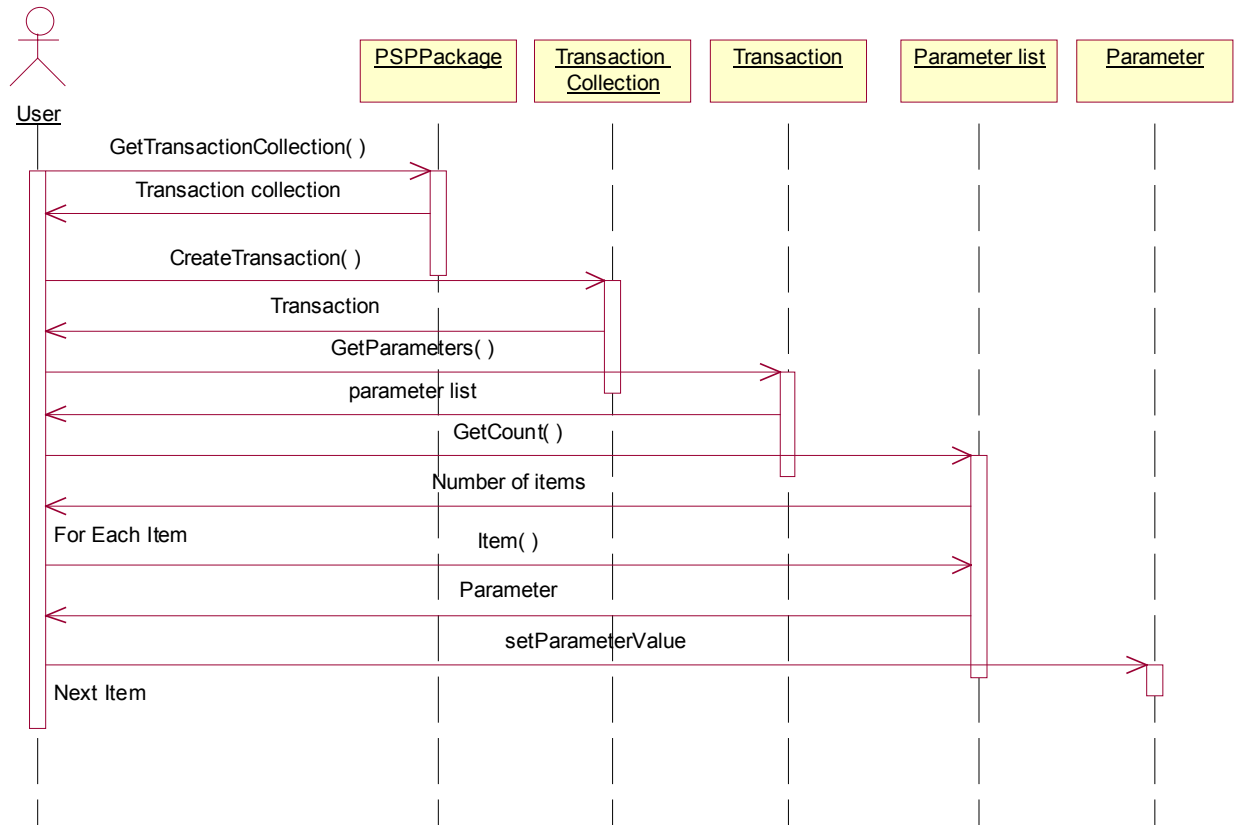 PSPPackage
Transaction
Collection
Transaction
Parameter list
Parameter
User
GetTransactionCollection( )
Transaction collection
CreateTransaction( )
Transaction
GetParameters( )
parameter list
GetCount( )
Number of items
For Each Item
Item( )
Parameter
setParameterValue
Next Item